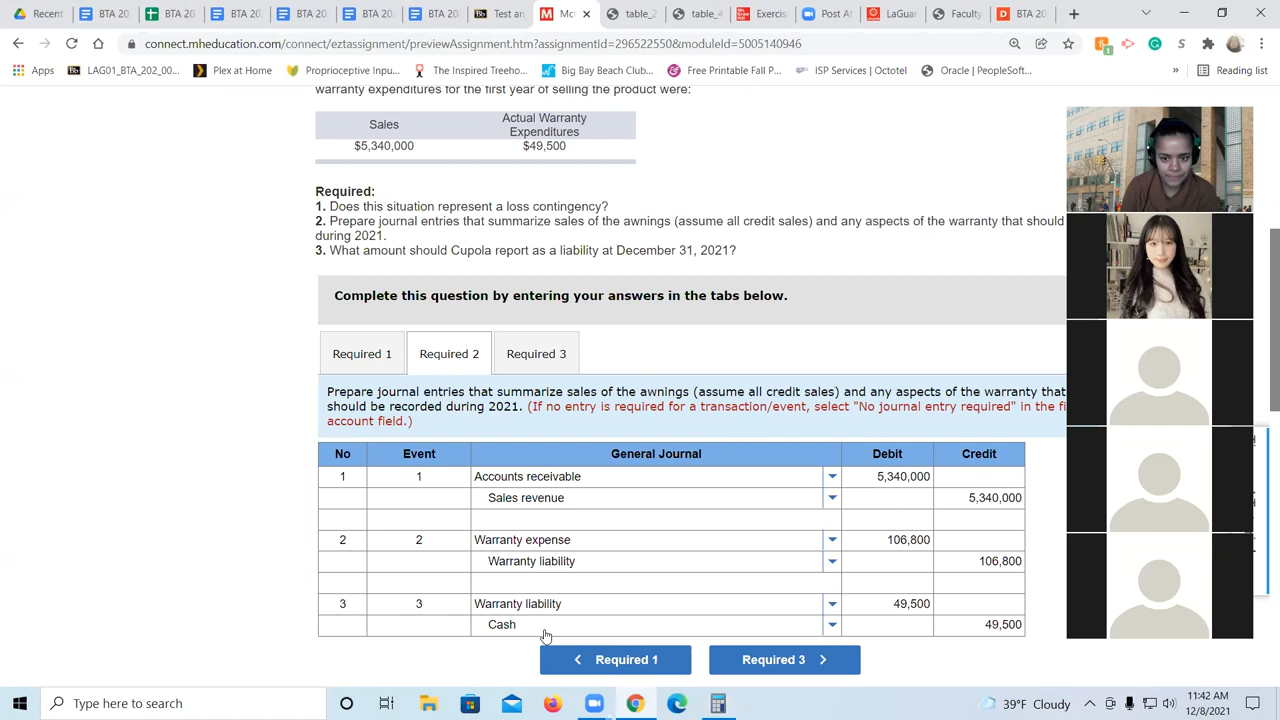 Recent
BTA 20
BTA 20
BTA 20
BTA 20
BTA 20
BTA 20
Test an
Mc
table_2
table_4
Exercis
Post At
LaGuar
Faculty
BTA 20
connect.mheducation.com/connect/eztassignment/previewAssignment.htm?assignmentId=296522550&moduleId=5005140946
Apps
LAG01_BTA_202_00...
Plex at Home
Proprioceptive Inpu...
The Inspired Treeho...
Big Bay Beach Club...
Free Printable Fall P...
ISP Services | Octotel
Oracle | PeopleSoft...
»
Reading list
warranty expenditures for the first year of selling the product were:
Sales
Actual Warranty
Expenditures
$5,340,000 $49,500
Required:
1. Does this situation represent a loss contingency?
2. Prepare journal entries that summarize sales of the awnings (assume all credit sales) and any aspects of the warranty that should
during 2021.
3. What amount should Cupola report as a liability at December 31, 2021?
Complete this question by entering your answers in the tabs below.
Required 1 Required 2 Required 3
Prepare journal entries that summarize sales of the awnings (assume all credit sales) and any aspects of the warranty that
should be recorded during 2021. (If no entry is required for a transaction/event, select "No journal entry required" in the fi
account field.)
No Event General Journal Debit Credit
1 1 Accounts receivable 5,340,000
Sales revenue 5,340,000
2 2 Warranty expense 106,800
Warranty liability 106,800
3 3 Warranty liability 49,500
Cash 49,500
< Required 1 Required 3 >
Type here to search
39°F Cloudy
11:42 AM
12/8/2021